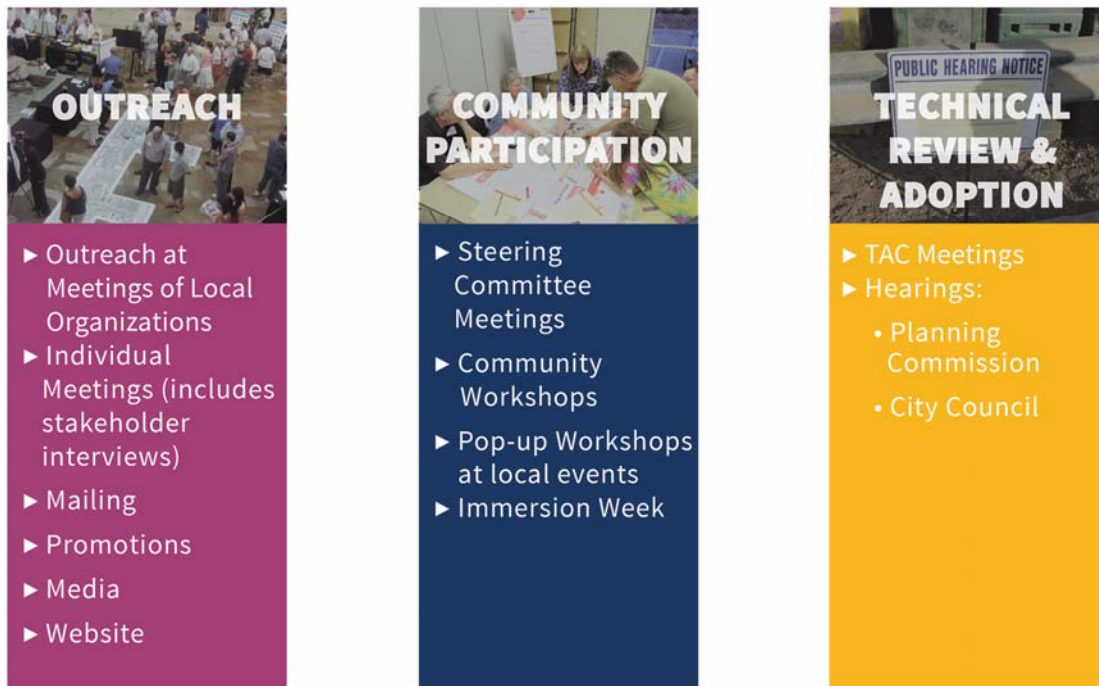 OUTREACH
► Outreach at
Meetings of Local
Organizations
► Individual
Meetings (includes
stakeholder
interviews)
► Mailing
► Promotions
► Media
► Website
COMMUNITY
PARTICIPATION
► Steering
Committee
Meetings
► Community
Workshops
► Pop-up Workshops
at local events
► Immersion Week
PUBLIC HEARING NOTICE
TECHNICAL
REVIEW &
ADOPTION
► TAC Meetings
► Hearings:
• Planning
Commission
• City Council